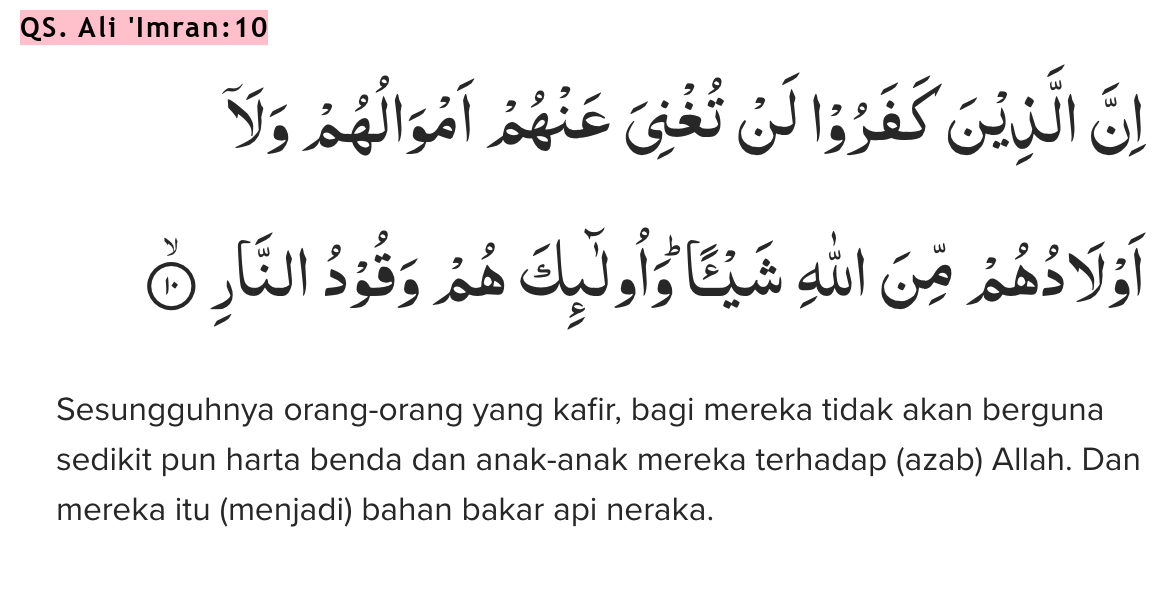 QS. Ali 'Imran:10
اِنَّ الَّذِيْنَ كَفَرُوْا لَنْ تُغْنِيَ عَنْهُمْ اَمْوَالُهُمْ وَلَآ
اَوْلَادُهُمْ مِّنَ اللّٰهِ شَيْـًٔاۗ وَاُولٰۤىِٕكَ هُمْ وَقُوْدُ النَّارِۙ ١٠
Sesungguhnya orang-orang yang kafir, bagi mereka tidak akan berguna
sedikit pun harta benda dan anak-anak mereka terhadap (azab) Allah. Dan
mereka itu (menjadi) bahan bakar api neraka.